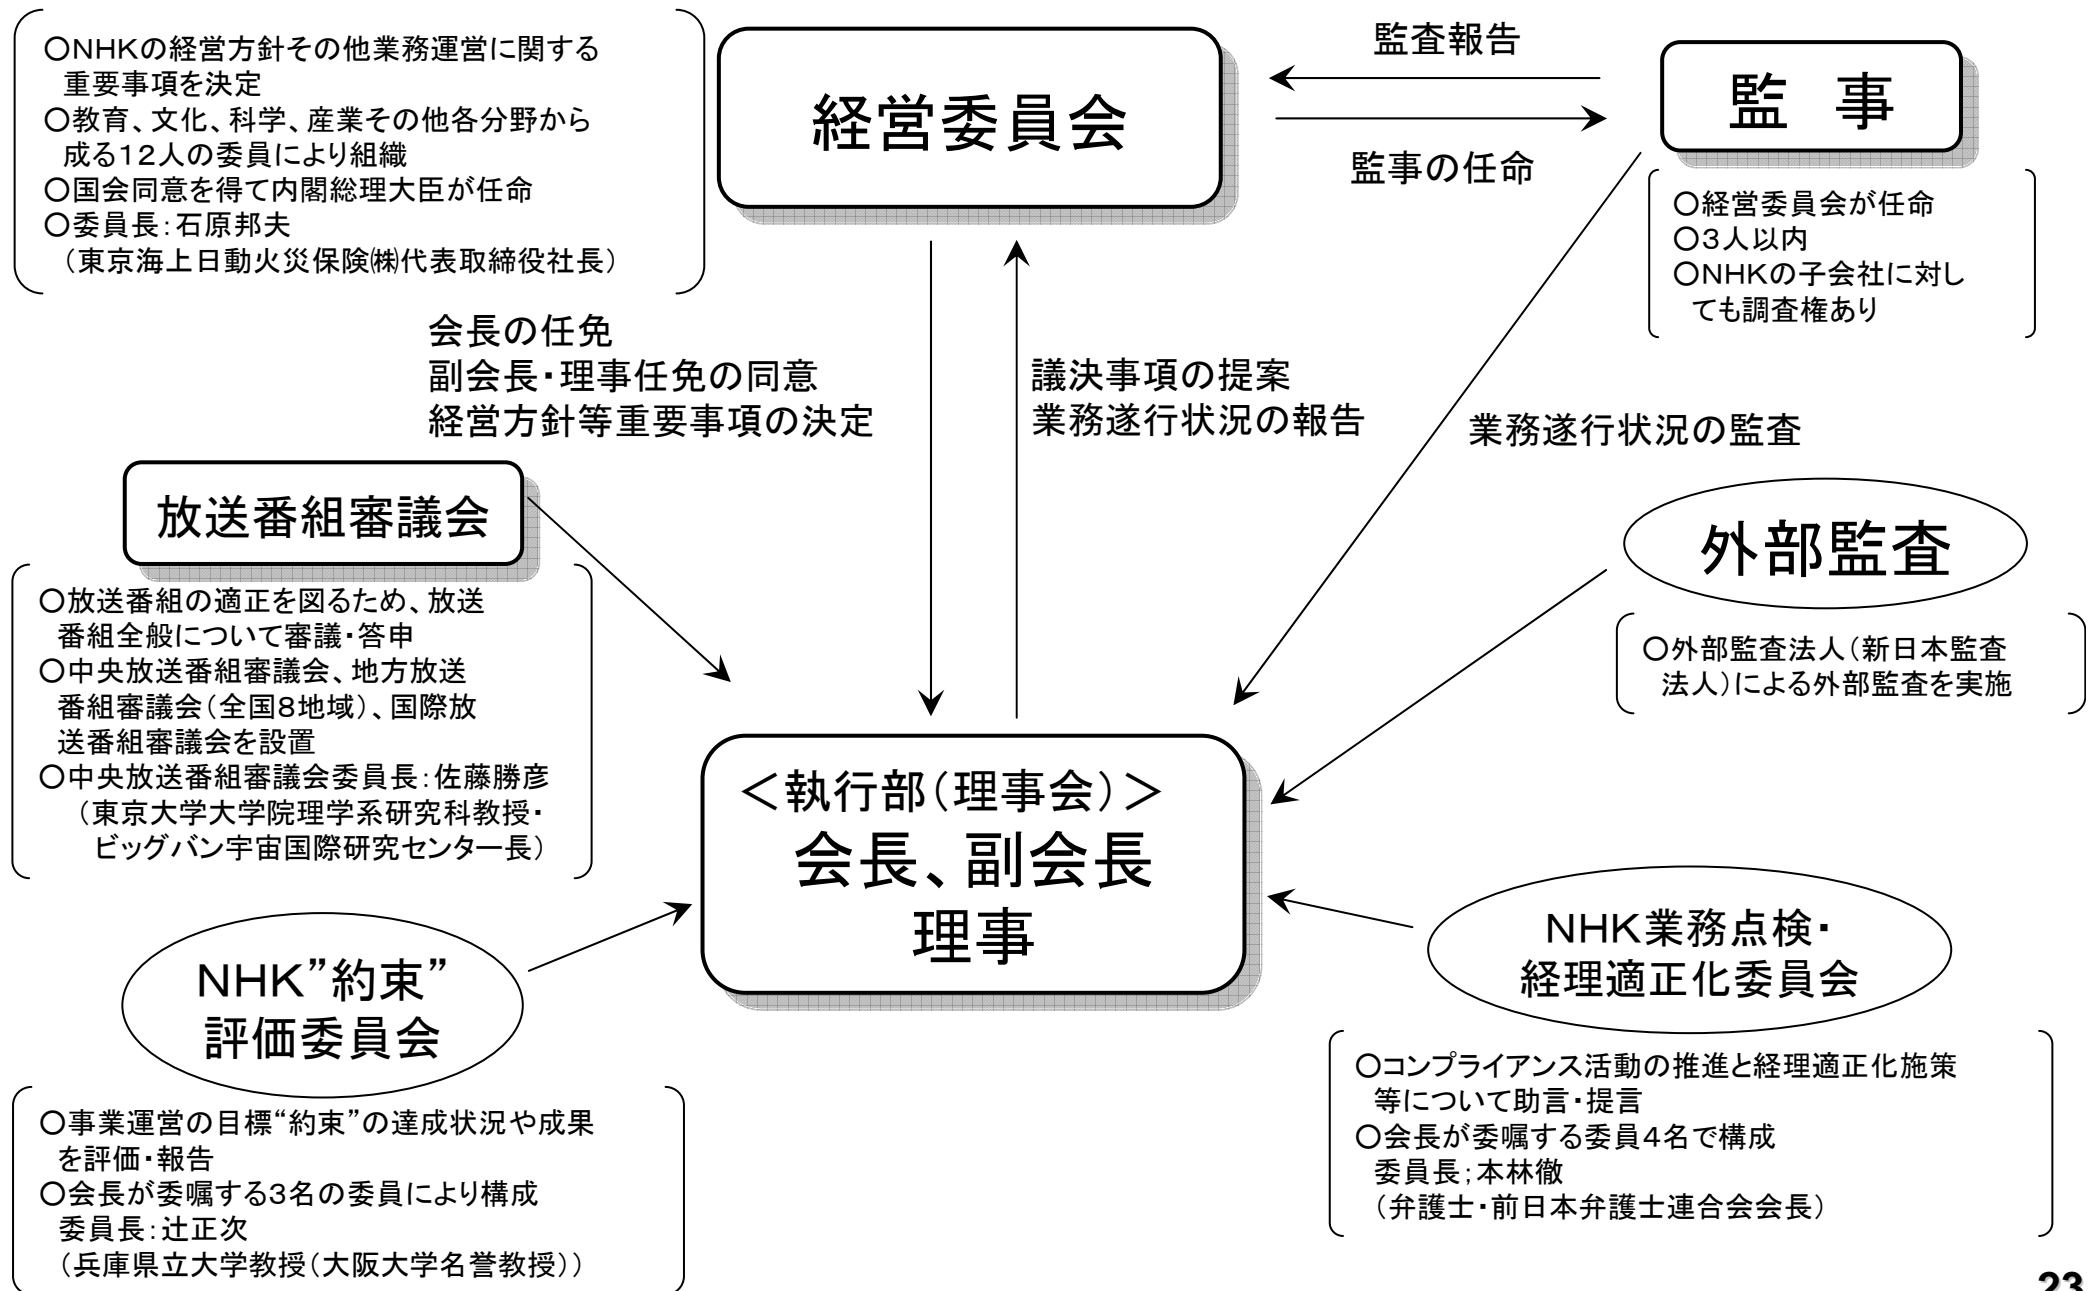 ○NHKの経営方針その他業務運営に関する
重要事項を決定
○教育、文化、科学、産業その他各分野から
成る12人の委員により組織
○国会同意を得て内閣総理大臣が任命
○委員長:石原邦夫
(東京海上日動火災保険㈱代表取締役社長)
経営委員会
監査報告
監事の任命
監 事
○経営委員会が任命
○3人以内
○NHKの子会社に対し
ても調査権あり
会長の任免
副会長・理事任免の同意
経営方針等重要事項の決定
議決事項の提案
業務遂行状況の報告
業務遂行状況の監査
放送番組審議会
○放送番組の適正を図るため、放送
番組全般について審議・答申
○中央放送番組審議会、地方放送
番組審議会(全国8地域)、国際放
送番組審議会を設置
○中央放送番組審議会委員長:佐藤勝彦
(東京大学大学院理学系研究科教授・
ビッグバン宇宙国際研究センター長)
外部監査
○外部監査法人(新日本監査
法人)による外部監査を実施
<執行部(理事会)>
会長、副会長
理事
NHK”約束”
評価委員会
○事業運営の目標“約束”の達成状況や成果
を評価・報告
○会長が委嘱する3名の委員により構成
委員長:辻正次
(兵庫県立大学教授(大阪大学名誉教授))
NHK業務点検・
経理適正化委員会
○コンプライアンス活動の推進と経理適正化施策
等について助言・提言
○会長が委嘱する委員4名で構成
委員長;本林徹
(弁護士・前日本弁護士連合会会長)
23